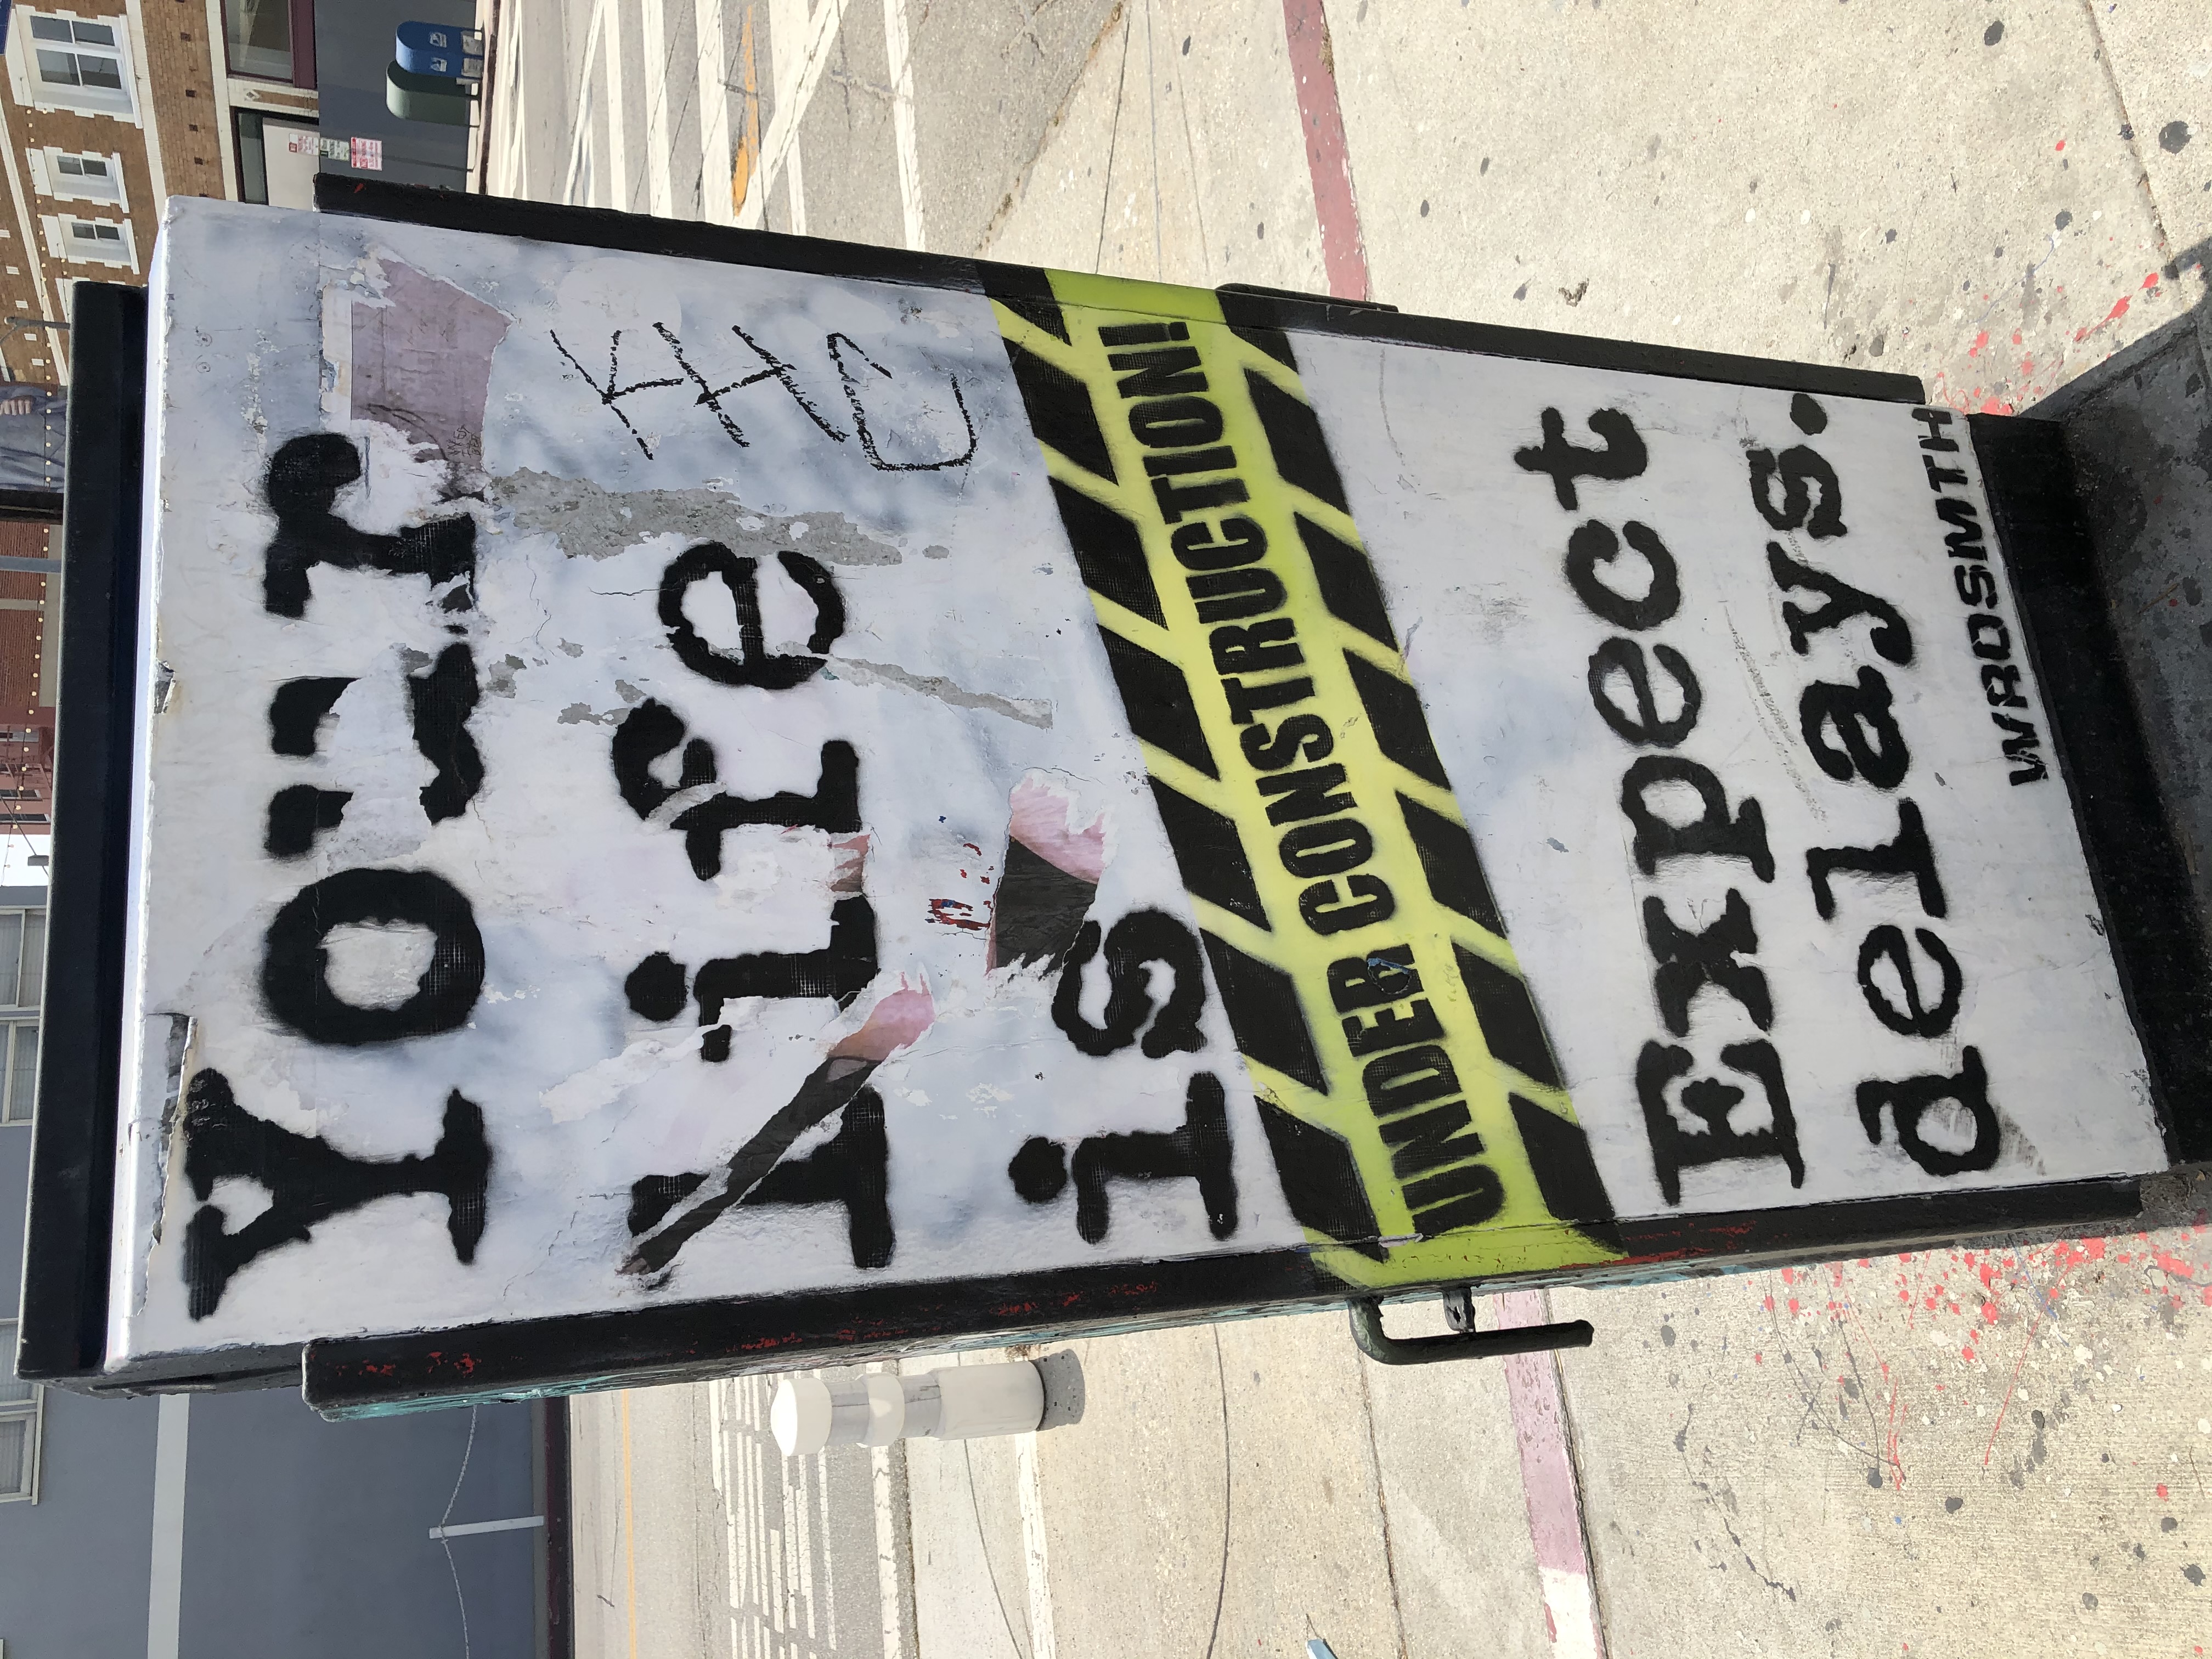 Your
life
is
UNDER CONSTRUCTION!
Expect
delays.
WRDSMTH